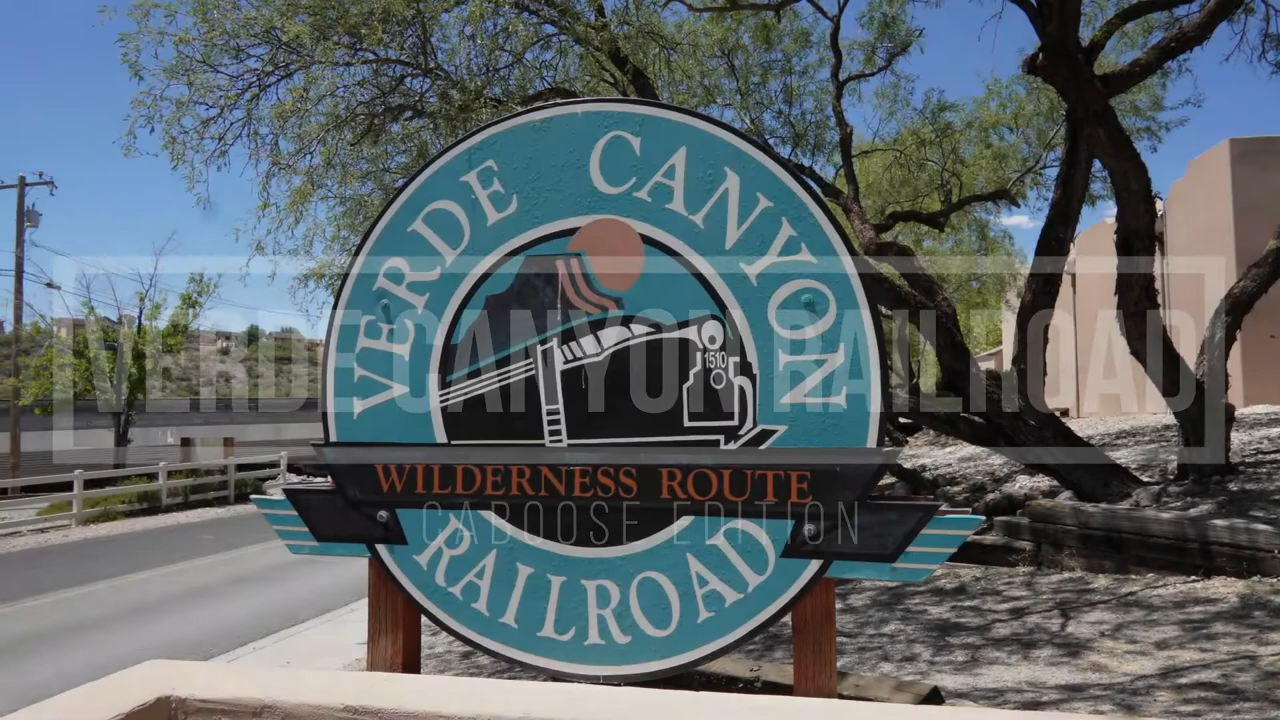 VERDE CANYON
1510
VERDE CANYON RAILROAD
WILDERNESS ROUTE
CABOOSE EDITION
RAILROAD